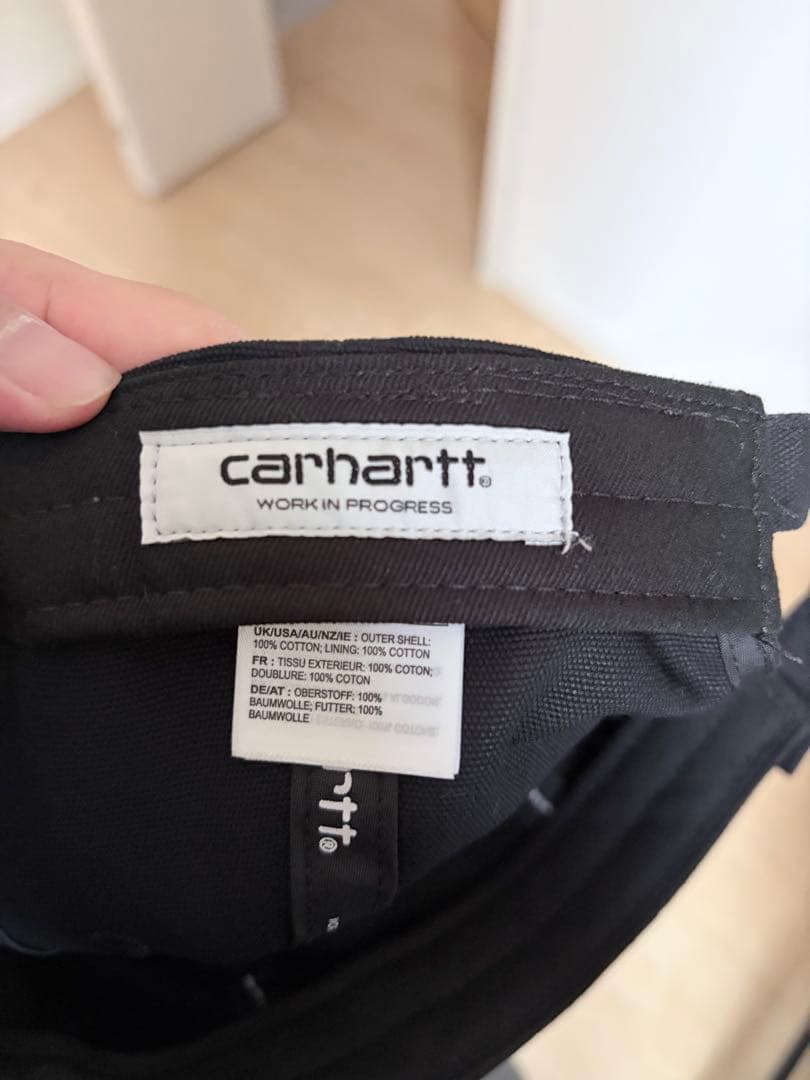 carhartt®
WORK IN PROGRESS
UK/USA/AU/NZ/IE : OUTER SHELL:
100% COTTON; LINING: 100% COTTON
FR : TISSU EXTERIEUR: 100% COTON;
DOUBLURE: 100% COTON
DE/AT : OBERSTOFF: 100%
BAUMWOLLE; FUTTER: 100%
BAUMWOLLE
rtt®